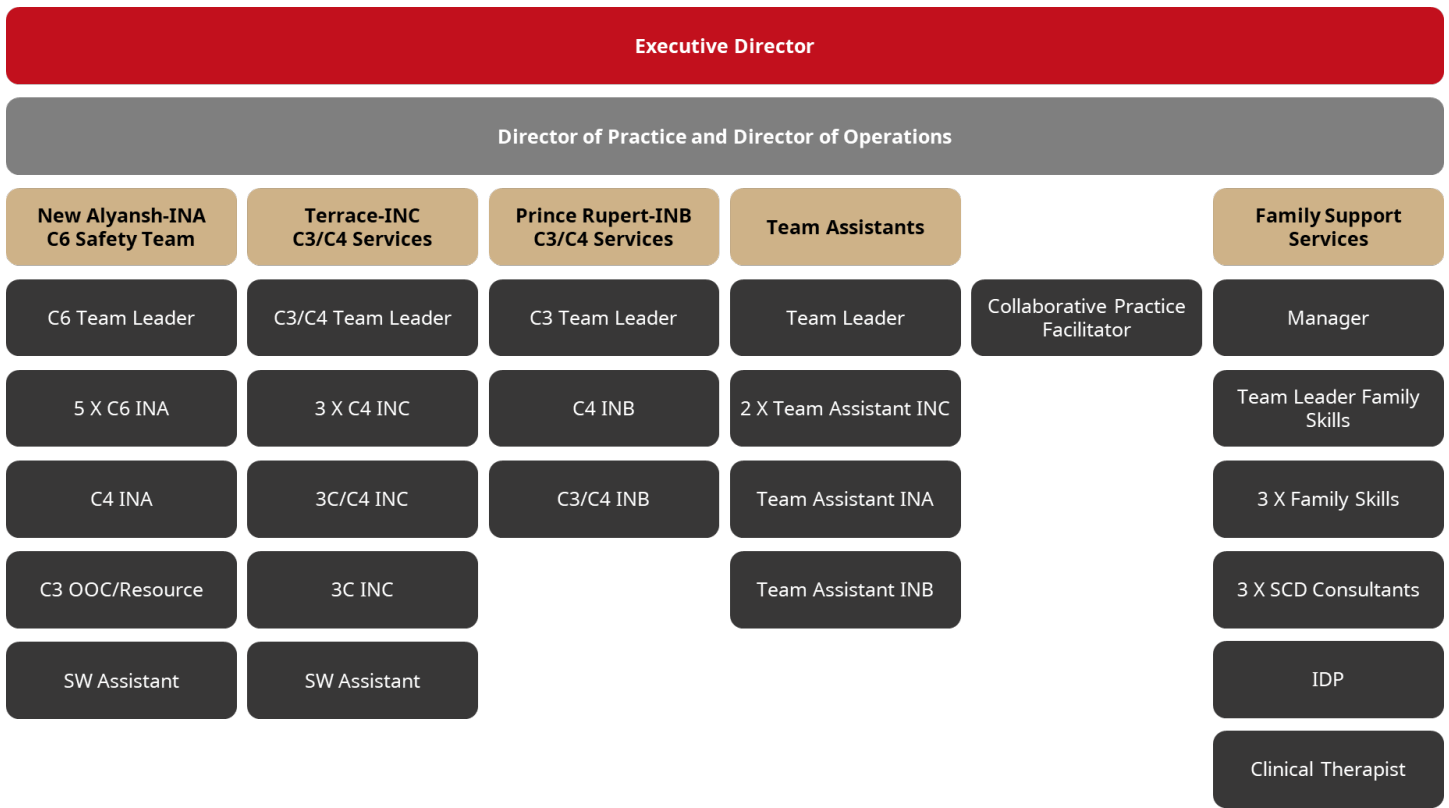 Executive Director
Director of Practice and Director of Operations
New Alyansh-INA
C6 Safety Team
Terrace-INC
C3/C4 Services
Prince Rupert-INB
C3/C4 Services
Team Assistants
Family Support
Services
C6 Team Leader
C3/C4 Team Leader
C3 Team Leader
Team Leader
Collaborative Practice
Facilitator
Manager
5 X C6 INA
3 X C4 INC
C4 INB
2 X Team Assistant INC
Team Leader Family
Skills
C4 INA
3C/C4 INC
C3/C4 INB
Team Assistant INA
3 X Family Skills
C3 OOC/Resource
3C INC
Team Assistant INB
3 X SCD Consultants
SW Assistant
SW Assistant
IDP
Clinical Therapist